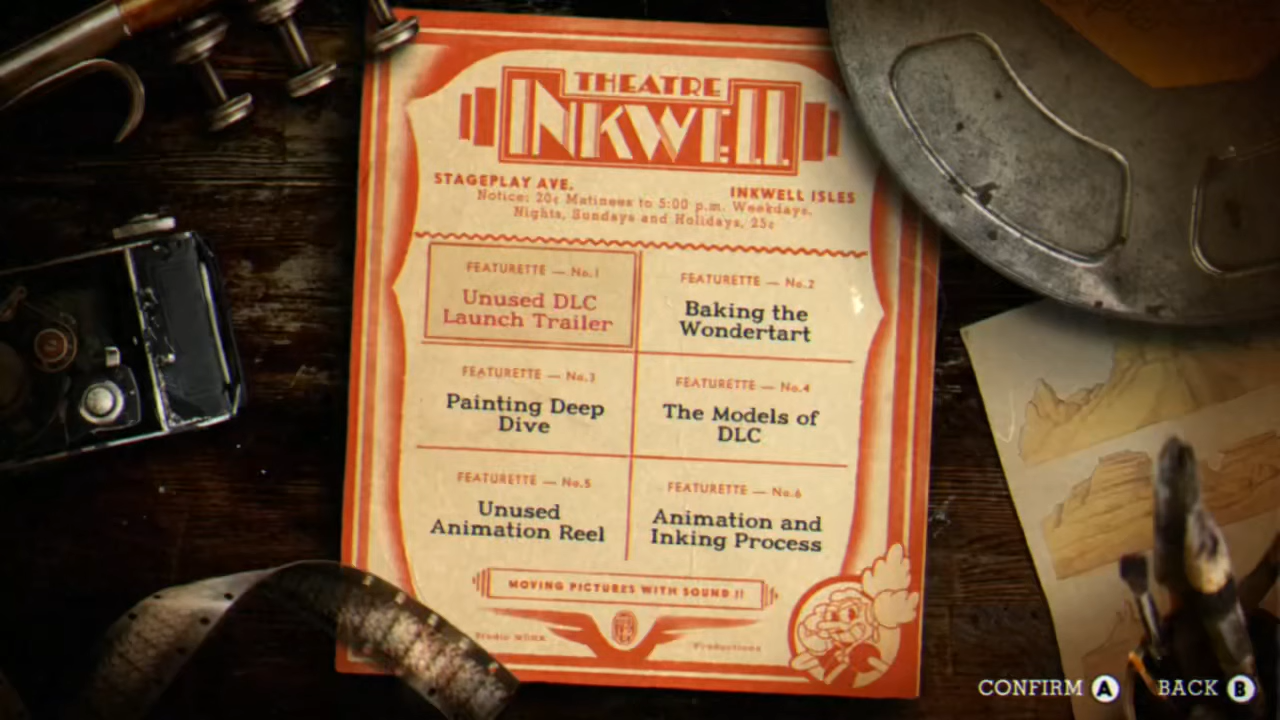 THEATRE
INKWELL
STAGEPLAY AVE.
INKWELL ISLES
Notice: 20¢ Matinees to 5:00 p.m. Weekdays.
Nights, Sundays and Holidays, 25¢
FEATURETTE — No.1
Unused DLC
Launch Trailer
FEATURETTE — No.2
Baking the
Wondertart
FEATURETTE — No.3
Painting Deep
Dive
FEATURETTE — No.4
The Models of
DLC
FEATURETTE — No.5
Unused
Animation Reel
FEATURETTE — No.6
Animation and
Inking Process
MOVING PICTURES WITH SOUND !!
Studio MDHR
Productions
CONFIRM A
BACK B